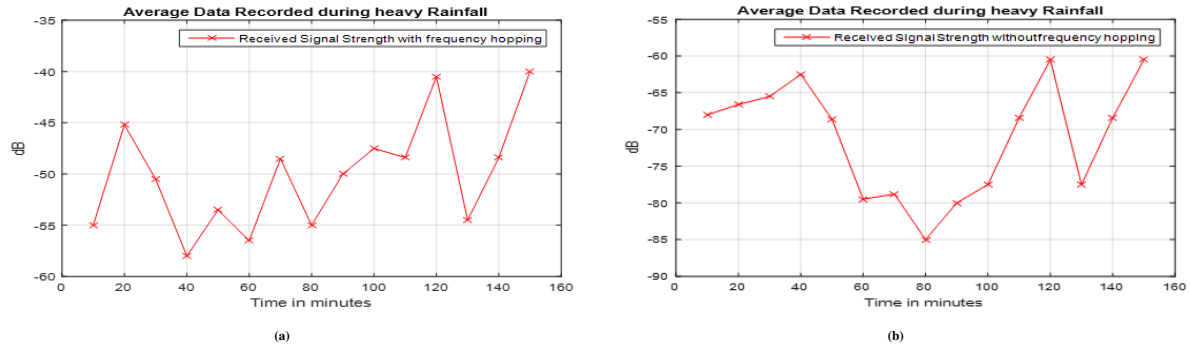 Average Data Recorded during heavy Rainfall
Received Signal Strength with frequency hopping
-35
-40
-45
-50
-55
-60
dB
0 20 40 60 80 100 120 140 160
Time in minutes
(a)
Average Data Recorded during heavy Rainfall
Received Signal Strength withoutfrequency hopping
-55
-60
-65
-70
-75
-80
-85
-90
dB
0 20 40 60 80 100 120 140 160
Time in minutes
(b)